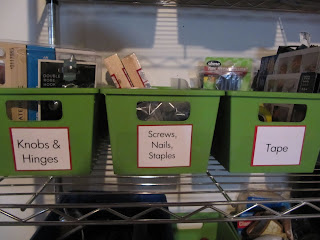 Knobs &
Hinges
Screws,
Nails,
Staples
Tape